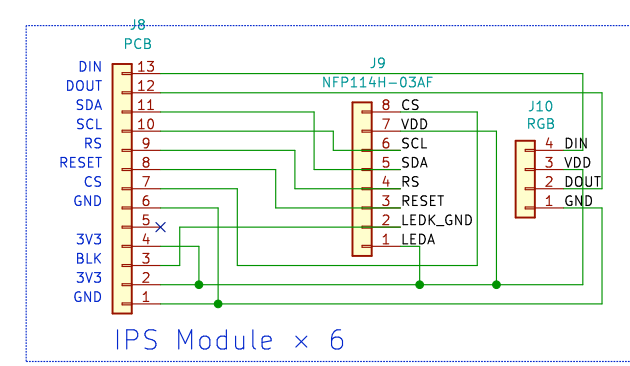 J8
PCB
DIN 13
DOUT 12
SDA 11
SCL 10
RS 9
RESET 8
CS 7
GND 6
5
3V3 4
BLK 3
3V3 2
GND 1
J9
NFP114H-03AF
8 CS
7 VDD
6 SCL
5 SDA
4 RS
3 RESET
2 LEDK_GND
1 LEDA
J10
RGB
4 DIN
3 VDD
2 DOUT
1 GND
IPS Module × 6